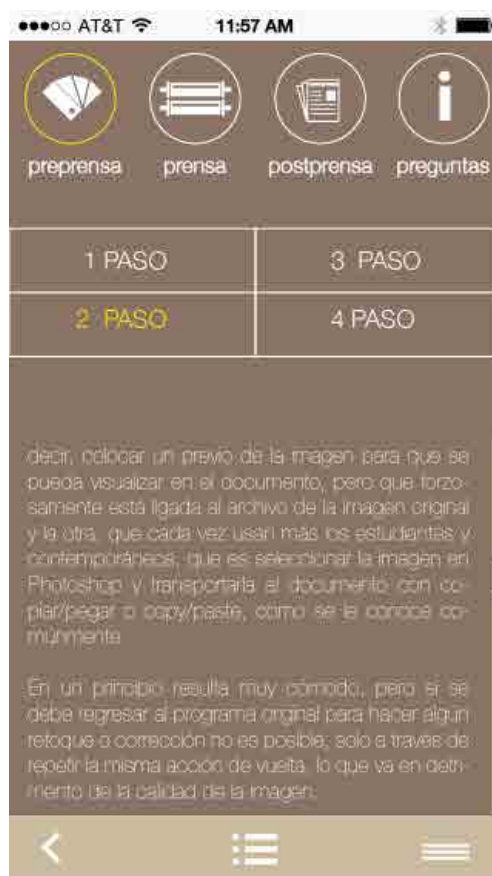 AT&T 11:57 AM
preprensa prensa postprensa preguntas
1 PASO 3 PASO
2 PASO 4 PASO
decir, colocar un previo de la imagen para que se
pueda visualizar en el documento, pero que forzo-
samente está ligada al archivo de la imagen original
y la otra, que cada vez usan más los estudiantes y
contemporáneos, que es seleccionar la imagen en
Photoshop y transportarla al documento con co-
piar/pegar o copy/paste, como se le conoce co-
múnmente.
En un principio resulta muy cómodo, pero si se
debe regresar al programa original para hacer algun
retoque o corrección no es posible, solo a traves de
repetir la misma acción de vuelta, lo que va en detri-
mento de la calidad de la imagen.